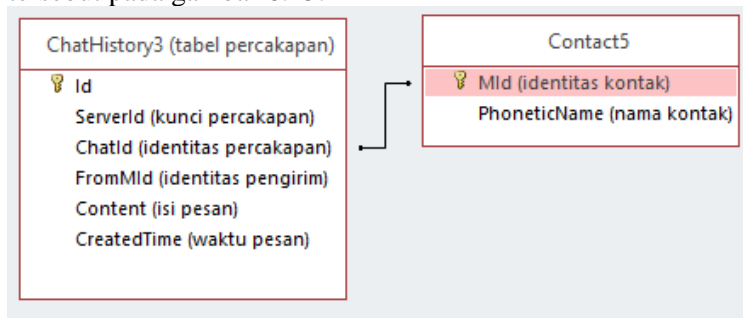 ChatHistory3 (tabel percakapan)
Id
ServerId (kunci percakapan)
ChatId (identitas percakapan)
FromMId (identitas pengirim)
Content (isi pesan)
CreatedTime (waktu pesan)
Contact5
MId (identitas kontak)
PhoneticName (nama kontak)